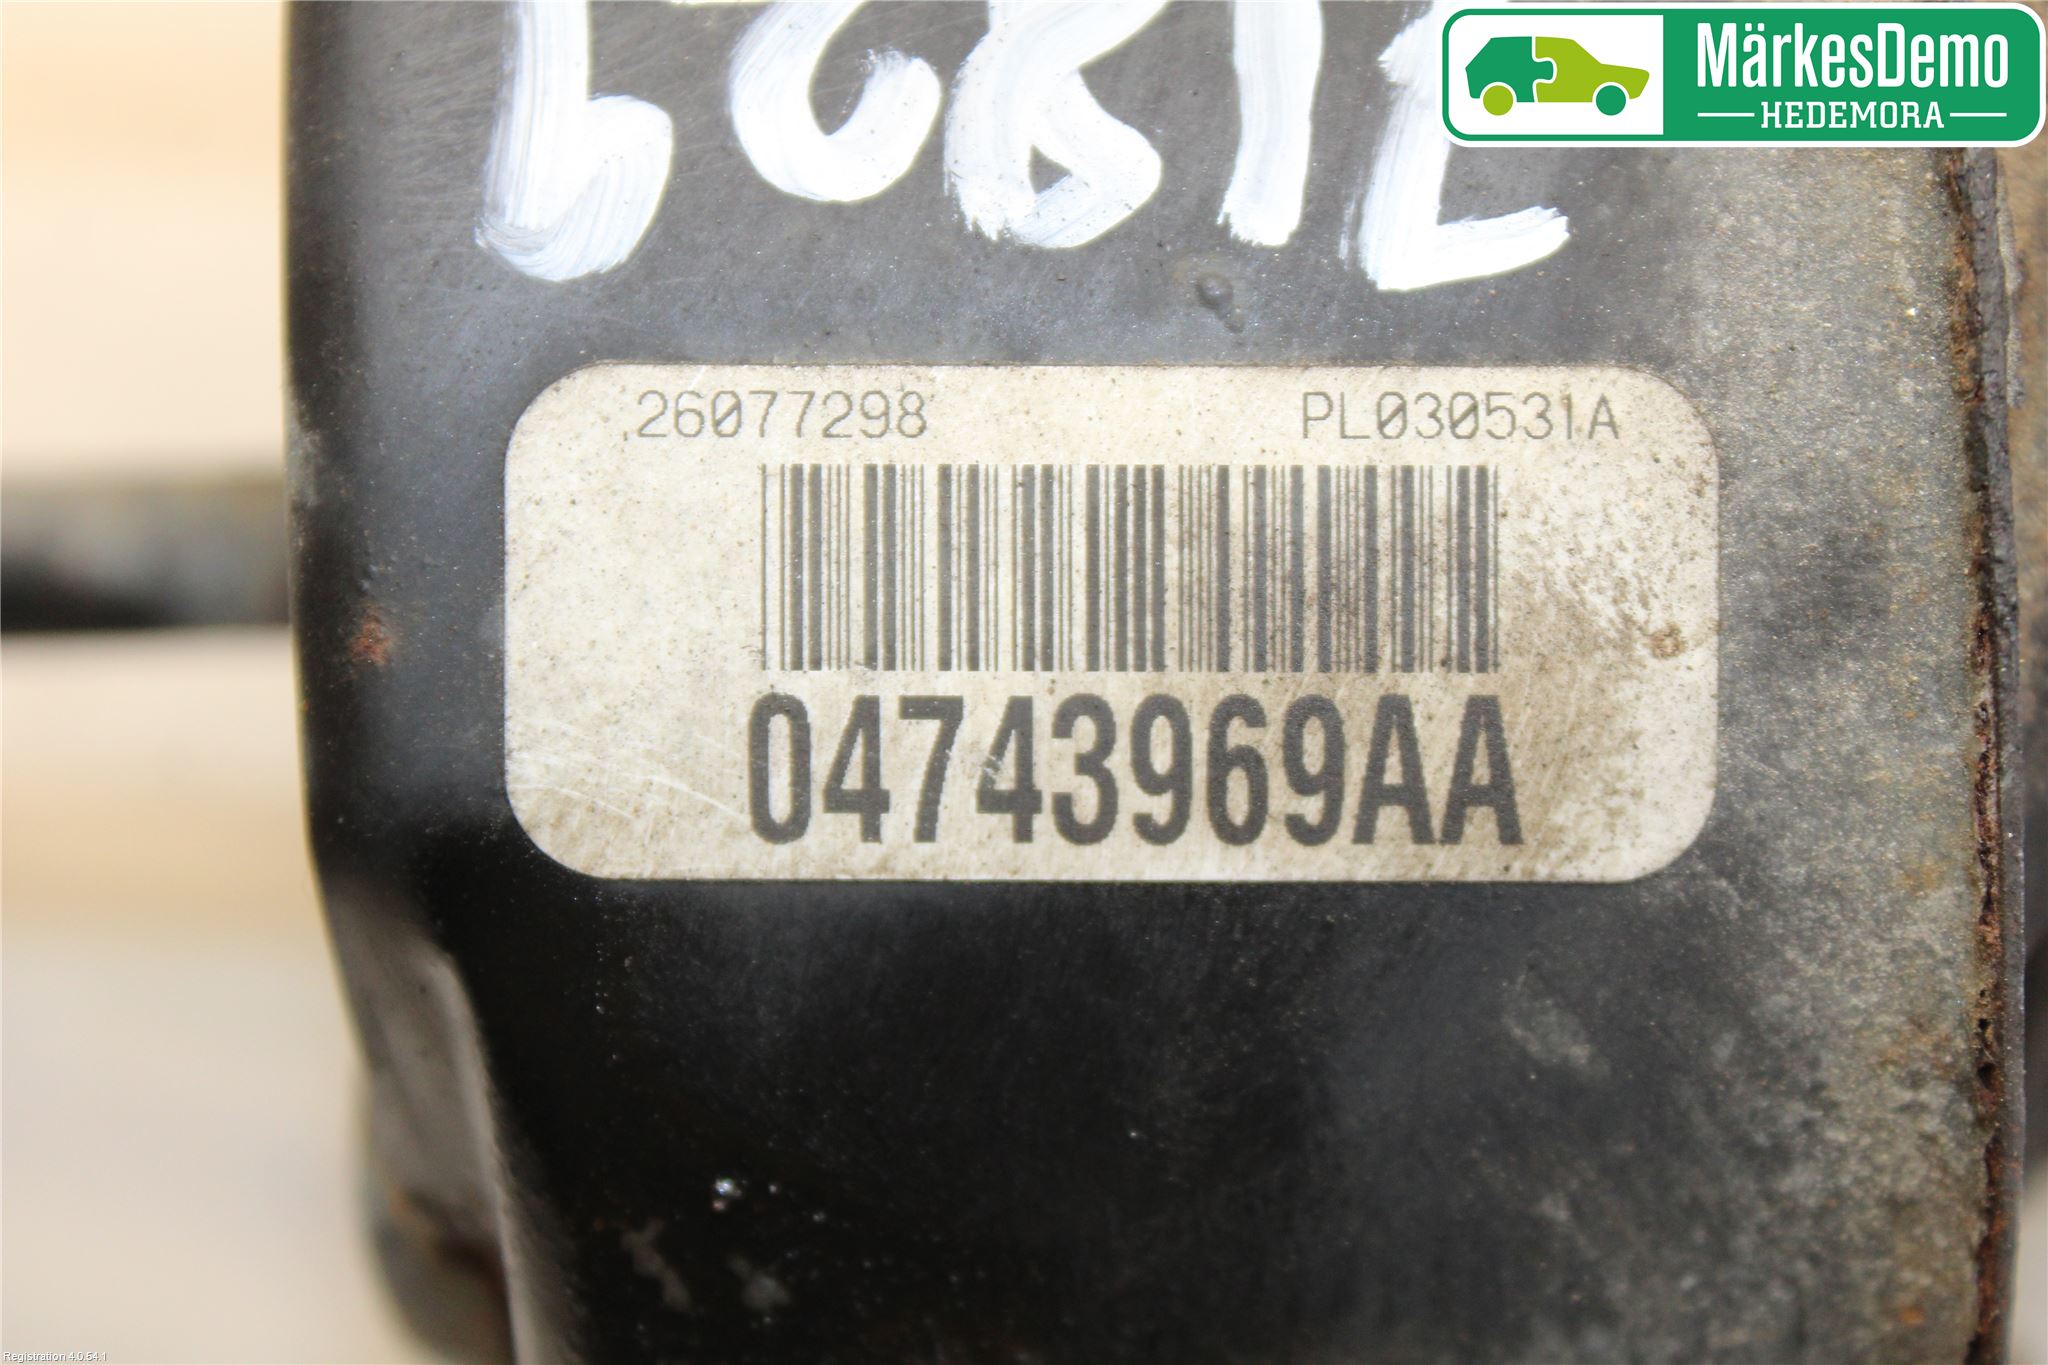 MärkesDemo
HEDEMORA
26077298 PL030531A
04743969AA
Registration 4.0.54.1